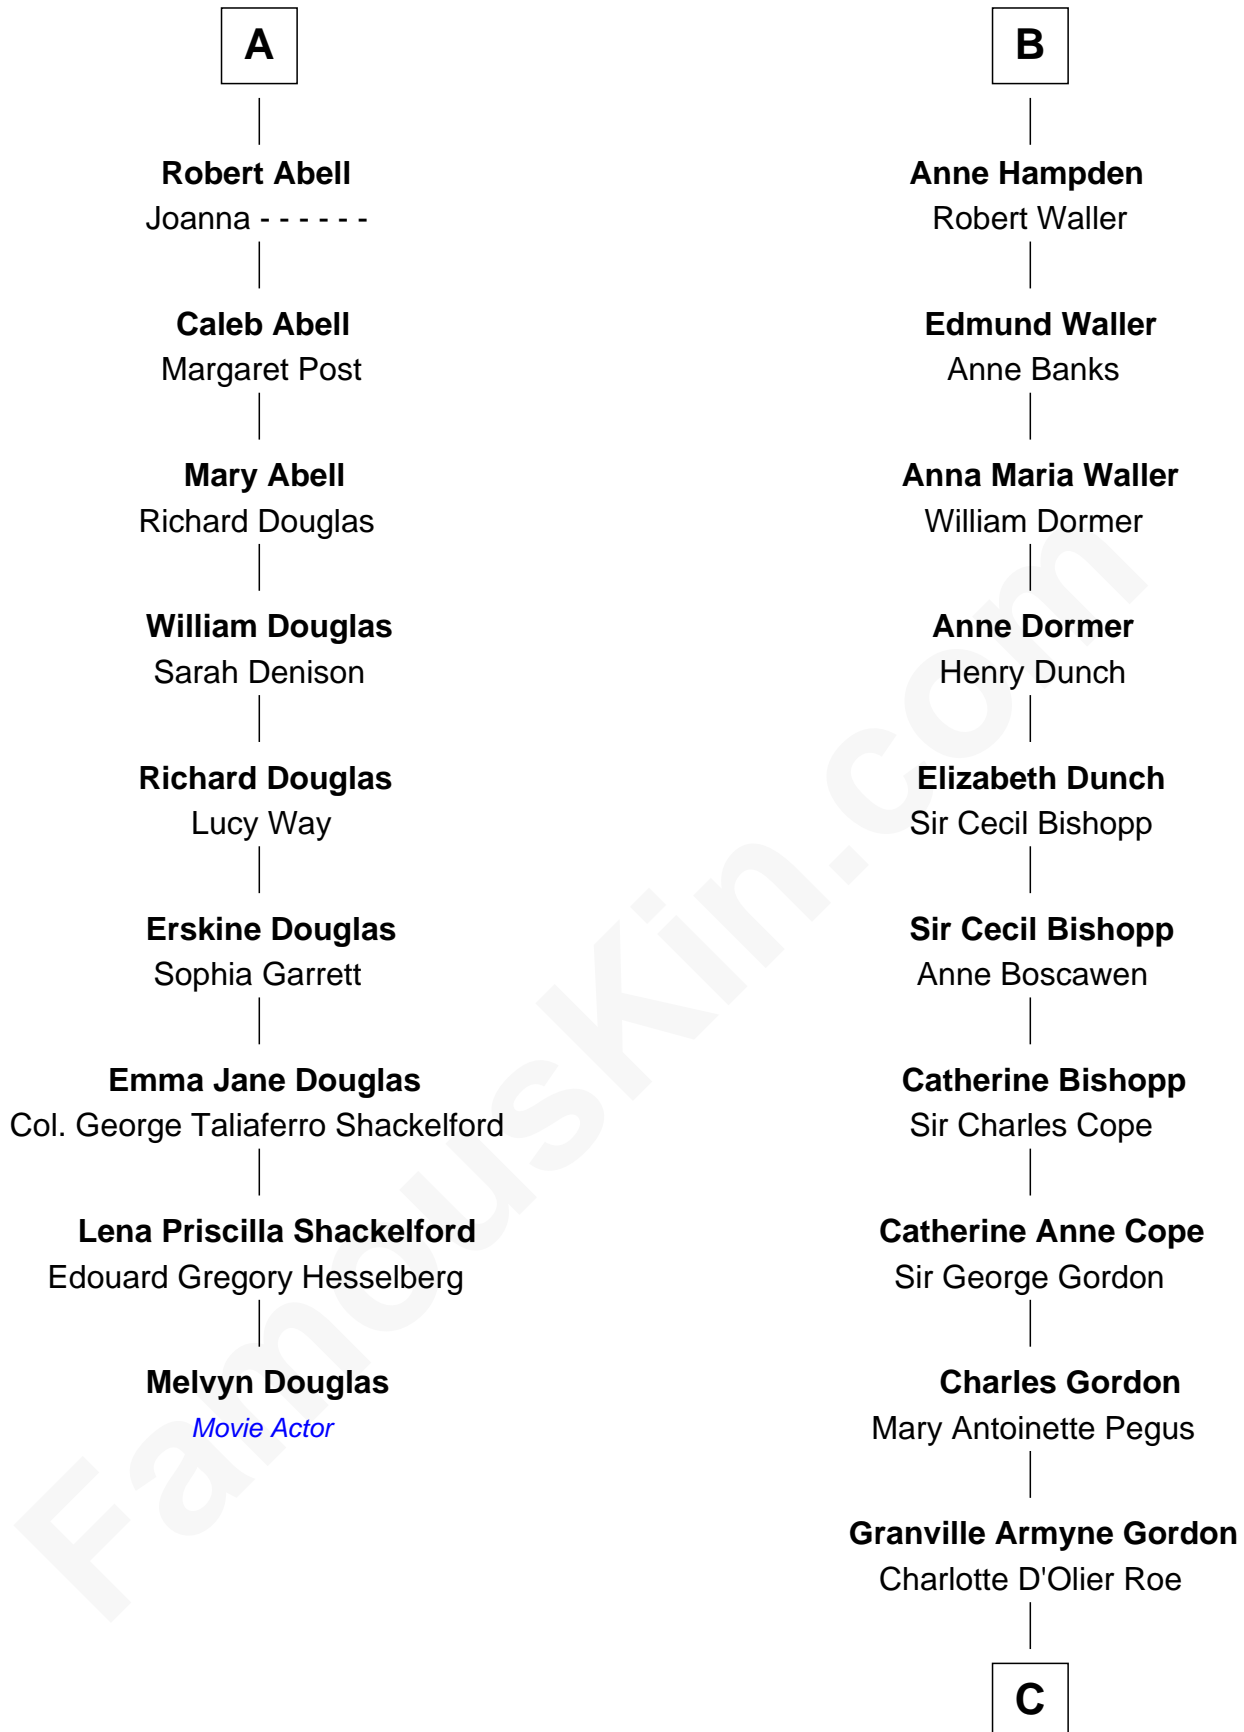 A
Robert Abell
Joanna - - - - - -
Caleb Abell
Margaret Post
Mary Abell
Richard Douglas
William Douglas
Sarah Denison
Richard Douglas
Lucy Way
Erskine Douglas
Sophia Garrett
Emma Jane Douglas
Col. George Taliaferro Shackelford
Lena Priscilla Shackelford
Edouard Gregory Hesselberg
Melvyn Douglas
Movie Actor
B
Anne Hampden
Robert Waller
Edmund Waller
Anne Banks
Anna Maria Waller
William Dormer
Anne Dormer
Henry Dunch
Elizabeth Dunch
Sir Cecil Bishopp
Sir Cecil Bishopp
Anne Boscawen
Catherine Bishopp
Sir Charles Cope
Catherine Anne Cope
Sir George Gordon
Charles Gordon
Mary Antoinette Pegus
Granville Armyne Gordon
Charlotte D'Olier Roe
C
FamousKin.com